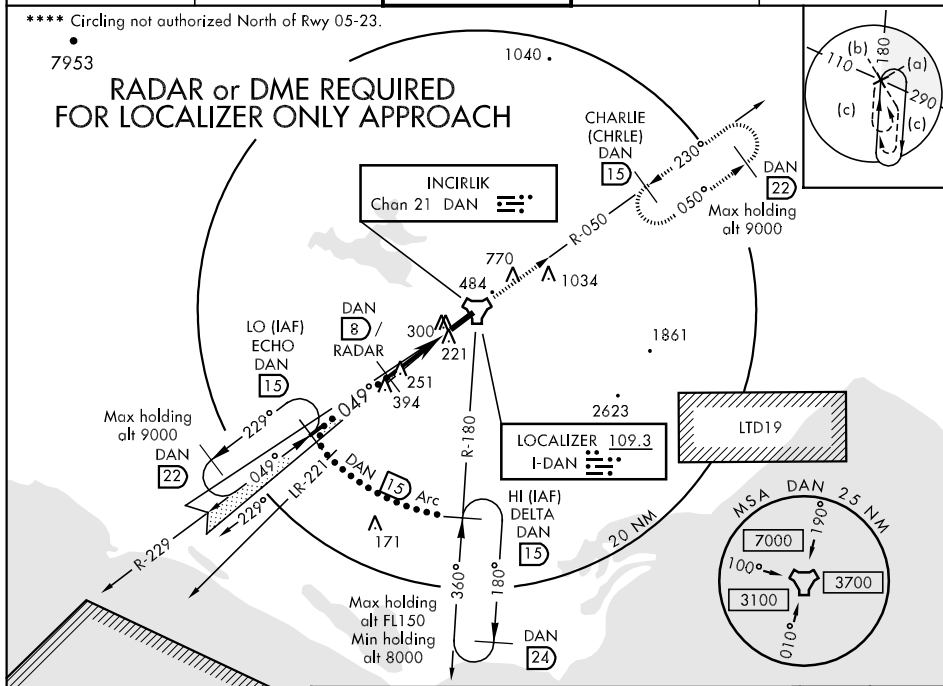 **** Circling not authorized North of Rwy 05-23.
7953
RADAR or DME REQUIRED
FOR LOCALIZER ONLY APPROACH
1040
(b)
180
(a)
110
290
(c)
(c)
CHARLIE
(CHRLE)
DAN
15
230°
050°
DAN
22
Max holding
alt 9000
INCIRLIK
Chan 21 DAN
R-050
770
1034
484
LO (IAF)
ECHO
DAN
15
DAN
8 /
RADAR
300
221
251
394
049°
1861
2623
Max holding
alt 9000
DAN
22
229°
049°
229°
LR-221
R-229
DAN 15 Arc
171
R-180
LOCALIZER 109.3
I-DAN
LTD19
HI (IAF)
DELTA
DAN
15
20 NM
360°
180°
Max holding
alt FL150
Min holding
alt 8000
DAN
24
MSA DAN 25 NM
7000
190°
100°
3700
3100
010°